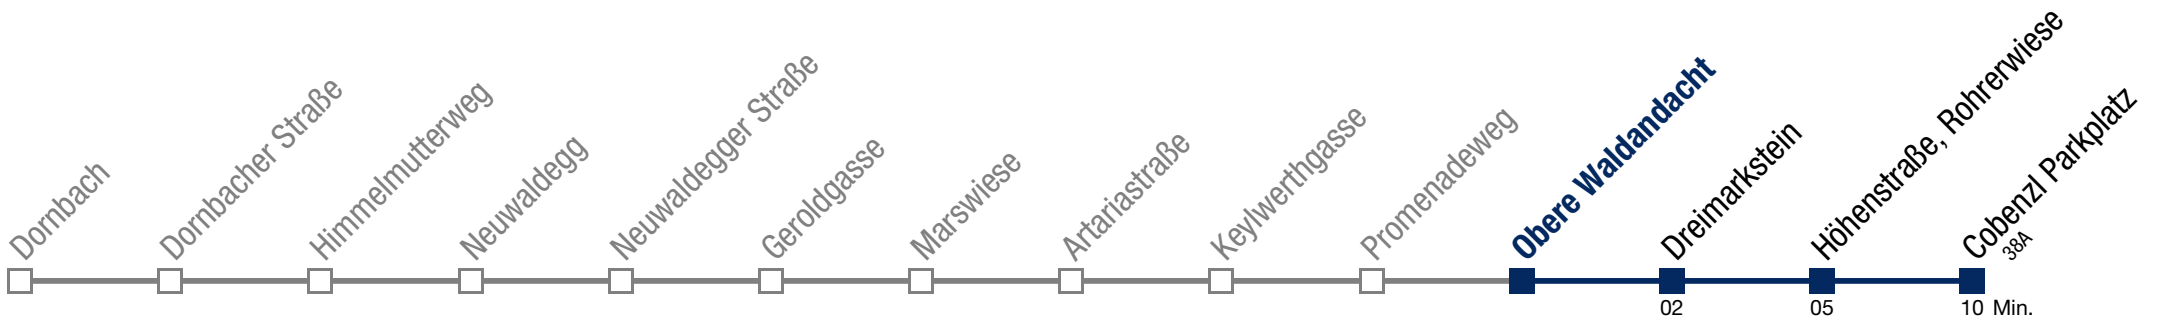 Dornbach
Dornbacher Straße
Himmelmutterweg
Neuwaldegg
Neuwaldegger Straße
Geroldgasse
Marswiese
Artariastraße
Keylwerthgasse
Promenadeweg
Obere Waldandacht
Dreimarkstein
Höhenstraße, Rohrerwiese
Cobenzl Parkplatz
38A
02 05 10 Min.